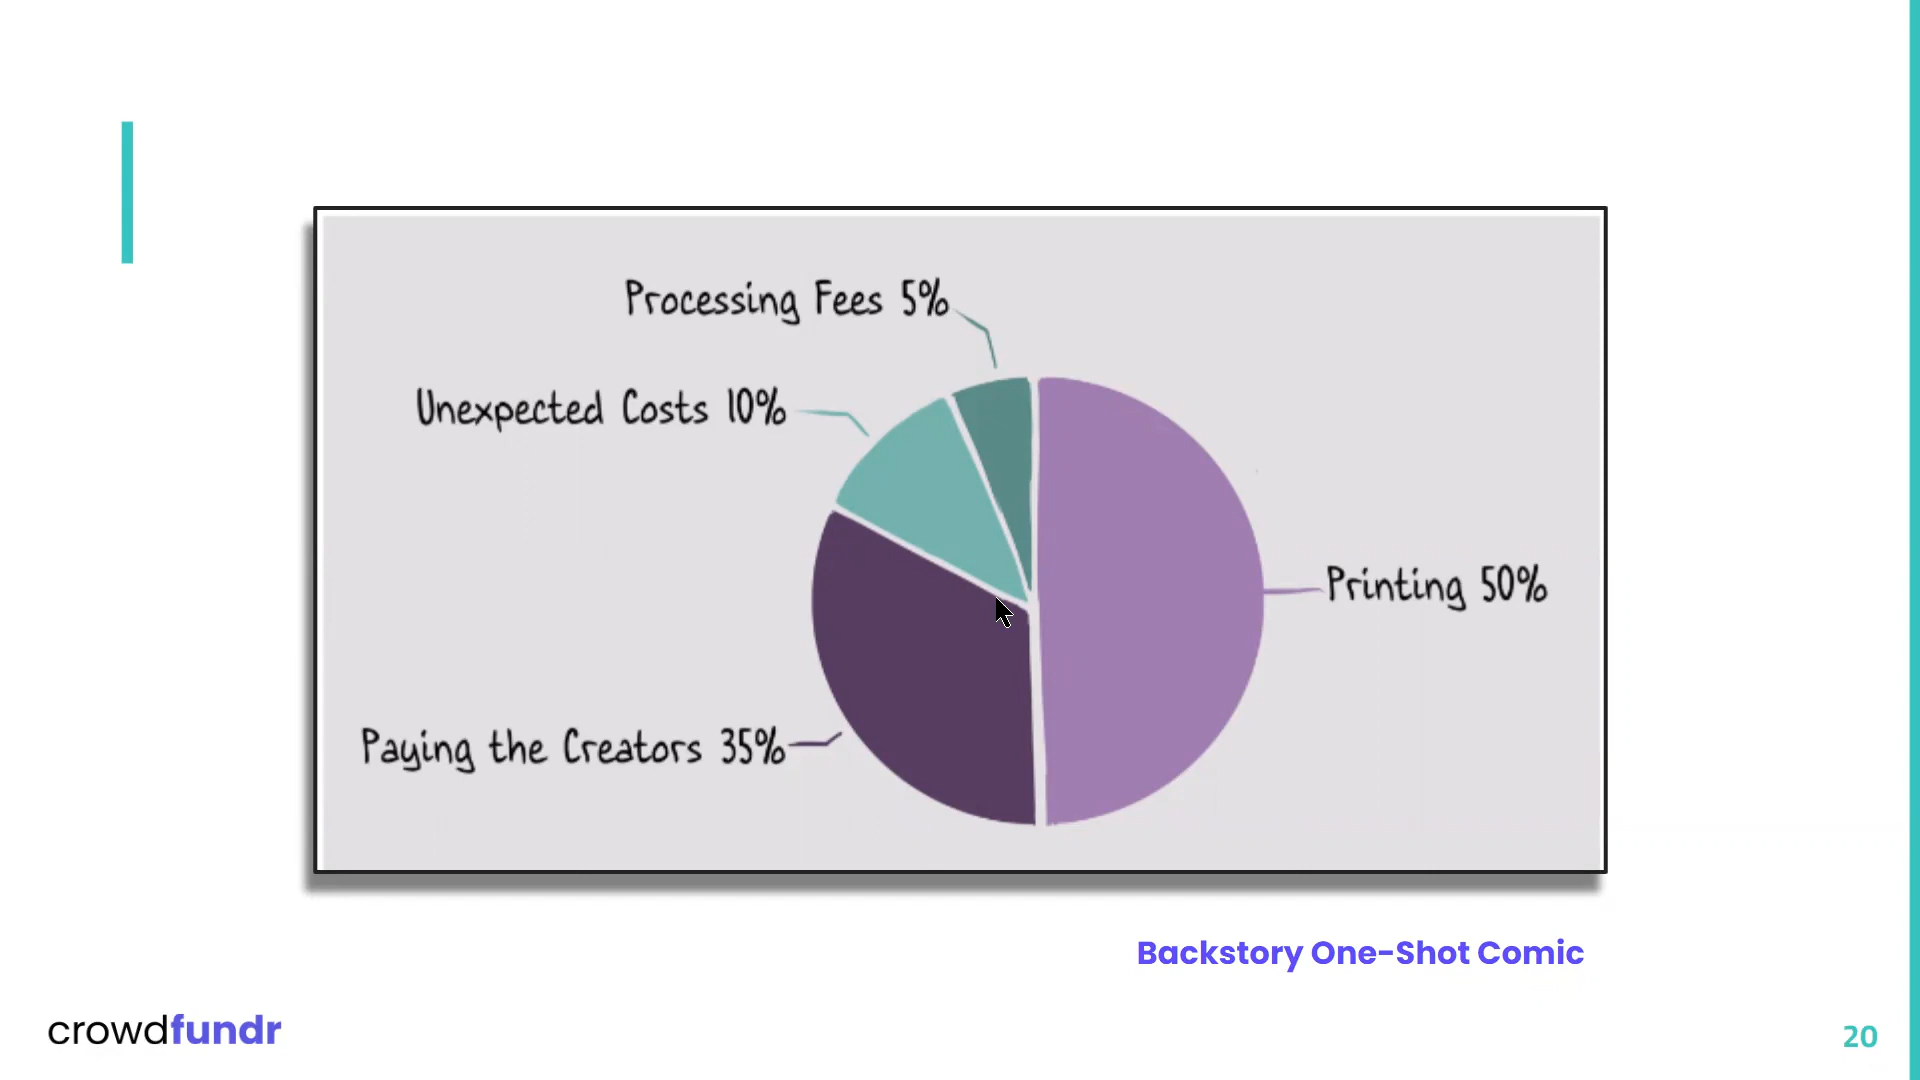 Processing Fees 5%
Unexpected Costs 10%
Printing 50%
Paying the Creators 35%
Backstory One-Shot Comic
crowdfundr
20